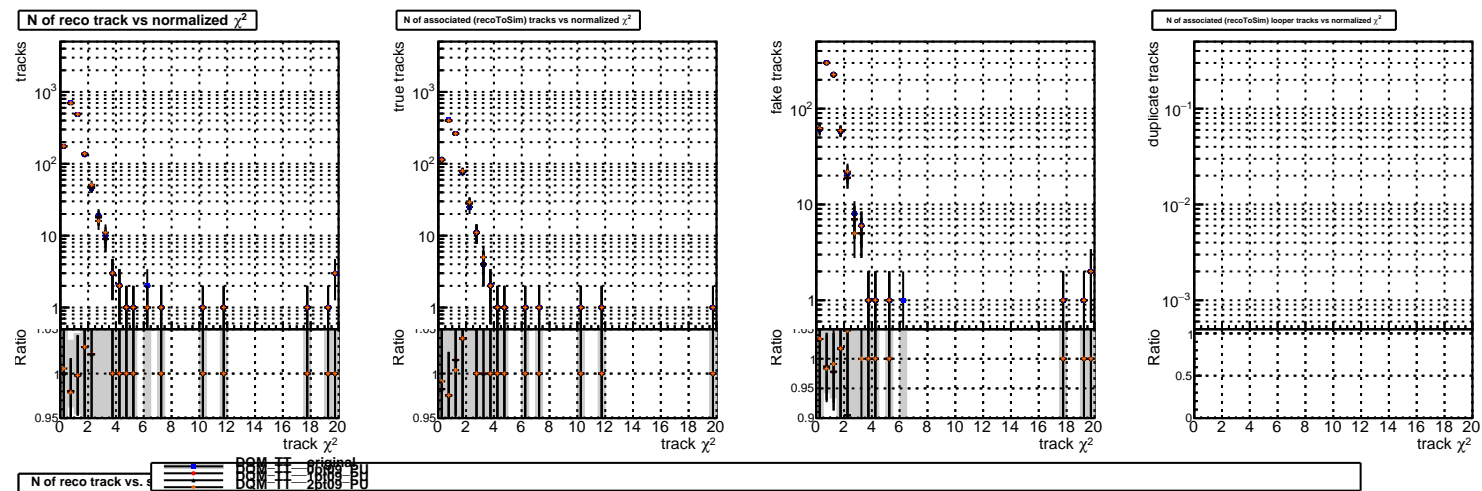 N of reco track vs normalized χ²
N of associated (recoToSim) tracks vs normalized χ²
N of associated (recoToSim) looper tracks vs normalized χ²
tracks
10³
10²
10
1
Ratio
1
0.95
0 2 4 6 8 10 12 14 16 18 20
track χ²
true tracks
10³
10²
10
1
Ratio
1
0.95
0 2 4 6 8 10 12 14 16 18 20
track χ²
fake tracks
10²
10
1
Ratio
1
0.95
0.9
0 2 4 6 8 10 12 14 16 18 20
track χ²
duplicate tracks
10⁻¹
10⁻²
10⁻³
Ratio
1
0.5
0
0 2 4 6 8 10 12 14 16 18 20
track χ²
N of reco track vs.
DQM_TT__original
DQM_TT__2pt09_PU